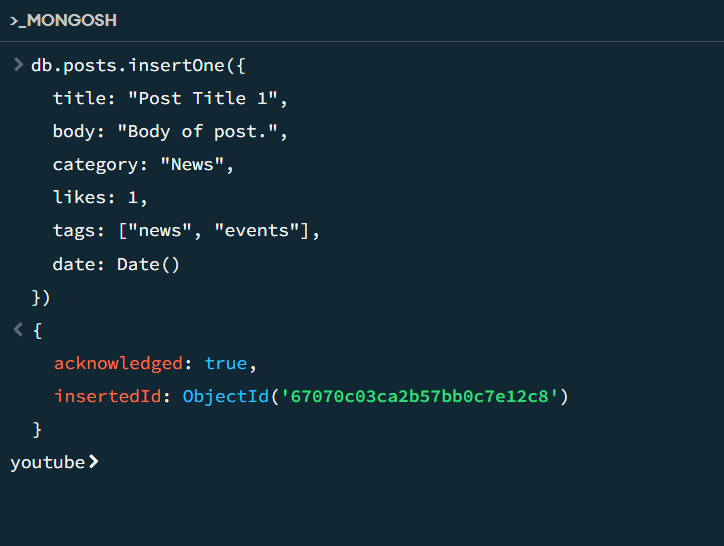 >_MONGOSH
> db.posts.insertOne({
title: "Post Title 1",
body: "Body of post.",
category: "News",
likes: 1,
tags: ["news", "events"],
date: Date()
})
< {
acknowledged: true,
insertedId: ObjectId('67070c03ca2b57bb0c7e12c8')
}
youtube>